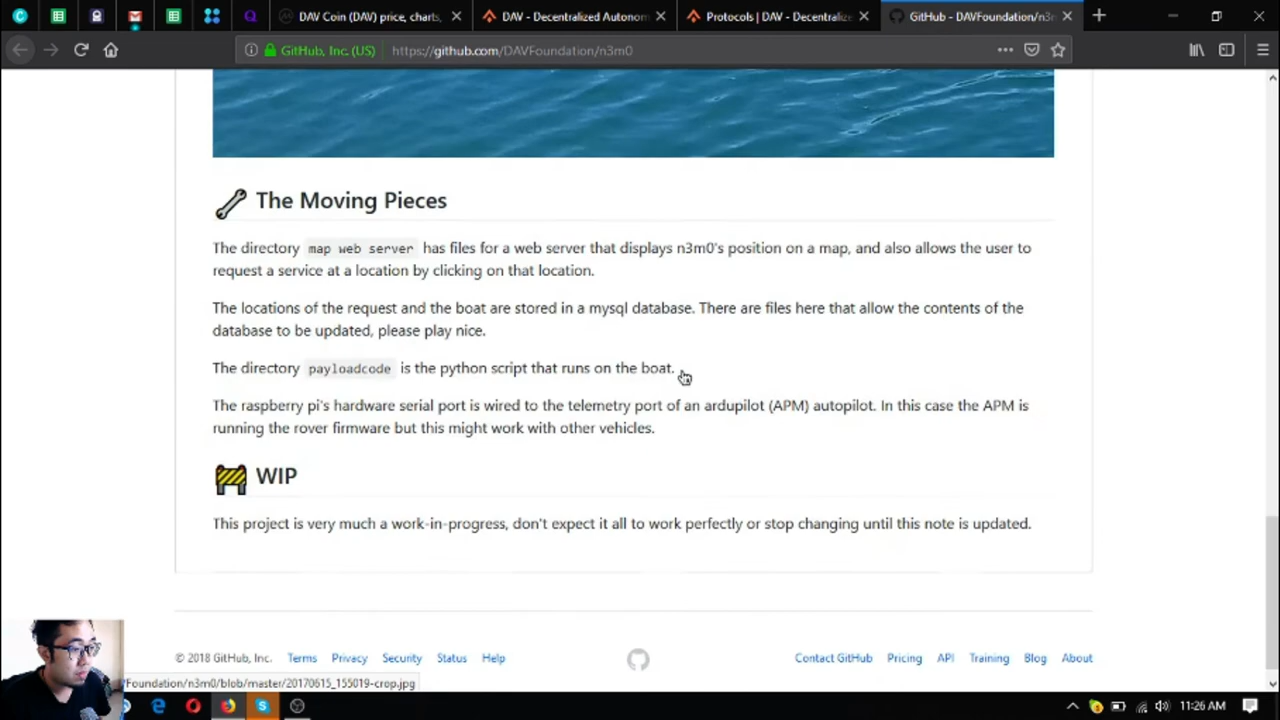 DAV Coin (DAV) price, charts,
DAV - Decentralized Autonom
Protocols | DAV - Decentralize
GitHub - DAVFoundation/n3m
GitHub, Inc. (US)
https://github.com/DAVFoundation/n3m0
The Moving Pieces
The directory map web server has files for a web server that displays n3m0's position on a map, and also allows the user to
request a service at a location by clicking on that location.
The locations of the request and the boat are stored in a mysql database. There are files here that allow the contents of the
database to be updated, please play nice.
The directory payloadcode is the python script that runs on the boat.
The raspberry pi's hardware serial port is wired to the telemetry port of an ardupilot (APM) autopilot. In this case the APM is
running the rover firmware but this might work with other vehicles.
WIP
This project is very much a work-in-progress, don't expect it all to work perfectly or stop changing until this note is updated.
© 2018 GitHub, Inc. Terms Privacy Security Status Help
Contact GitHub Pricing API Training Blog About
Foundation/n3m0/blob/master/20170615_155019-crop.jpg
11:26 AM